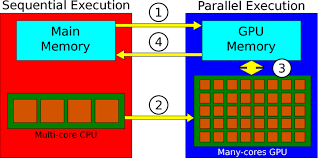 Sequential Execution
Parallel Execution
1
Main
Memory
GPU
Memory
4
3
2
Multi-core CPU
Many-cores GPU